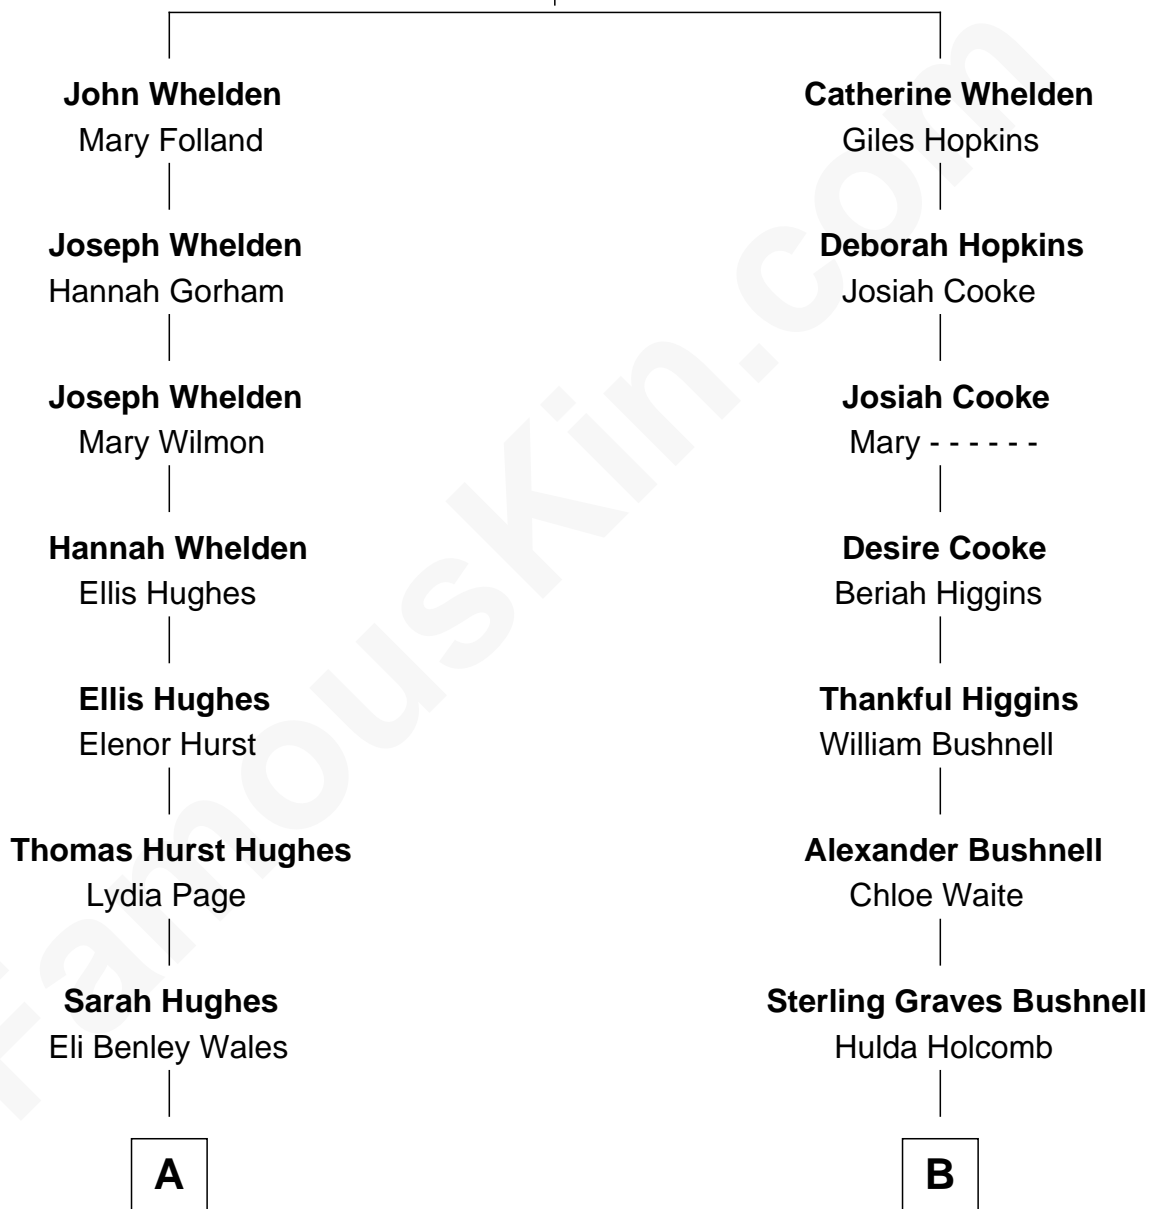 John Whelden
Mary Folland
Catherine Whelden
Giles Hopkins
Joseph Whelden
Hannah Gorham
Deborah Hopkins
Josiah Cooke
Joseph Whelden
Mary Wilmon
Josiah Cooke
Mary - - - - - -
Hannah Whelden
Ellis Hughes
Desire Cooke
Beriah Higgins
Ellis Hughes
Elenor Hurst
Thankful Higgins
William Bushnell
Thomas Hurst Hughes
Lydia Page
Alexander Bushnell
Chloe Waite
Sarah Hughes
Eli Benley Wales
Sterling Graves Bushnell
Hulda Holcomb
A
B
FamousKin.com